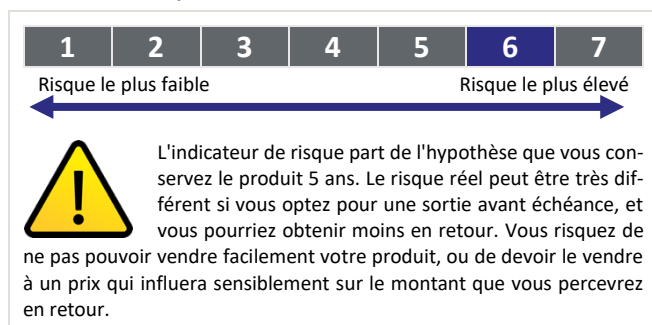 1 2 3 4 5 6 7
Risque le plus faible Risque le plus élevé
L'indicateur de risque part de l'hypothèse que vous con-
servez le produit 5 ans. Le risque réel peut être très dif-
férent si vous optez pour une sortie avant échéance, et
vous pourriez obtenir moins en retour. Vous risquez de
ne pas pouvoir vendre facilement votre produit, ou de devoir le vendre
à un prix qui influera sensiblement sur le montant que vous percevrez
en retour.